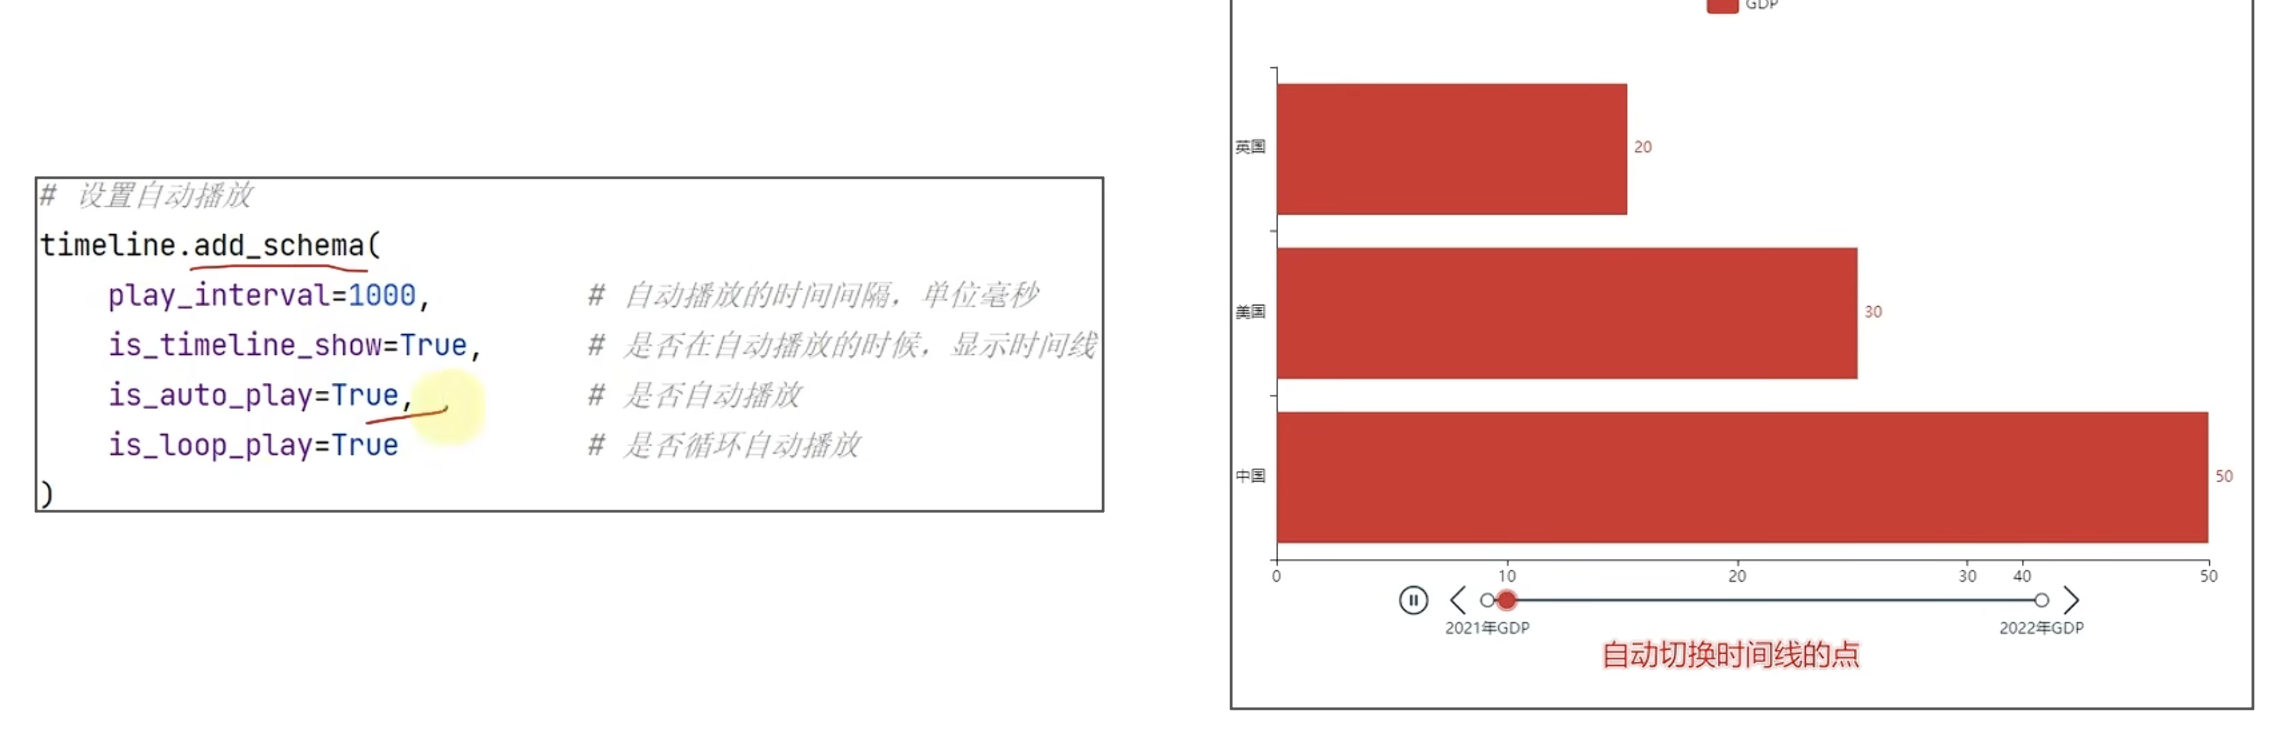 # 设置自动播放
timeline.add_schema(
play_interval=1000, # 自动播放的时间间隔，单位毫秒
is_timeline_show=True, # 是否在自动播放的时候，显示时间线
is_auto_play=True, # 是否自动播放
is_loop_play=True # 是否循环自动播放
)
GDP
英国 20
美国 30
中国 50
0 10 20 30 40 50
2021年GDP 2022年GDP
自动切换时间线的点